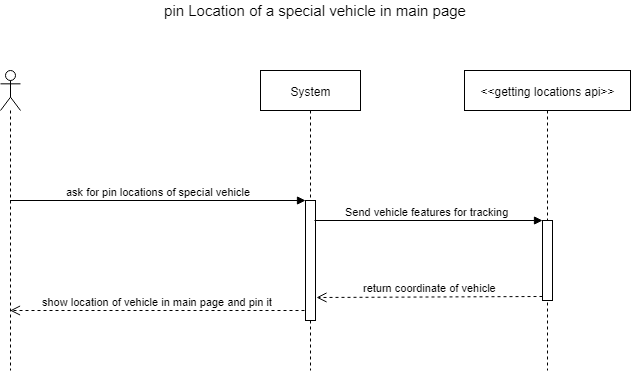 pin Location of a special vehicle in main page
System
<<getting locations api>>
ask for pin locations of special vehicle
Send vehicle features for tracking
return coordinate of vehicle
show location of vehicle in main page and pin it